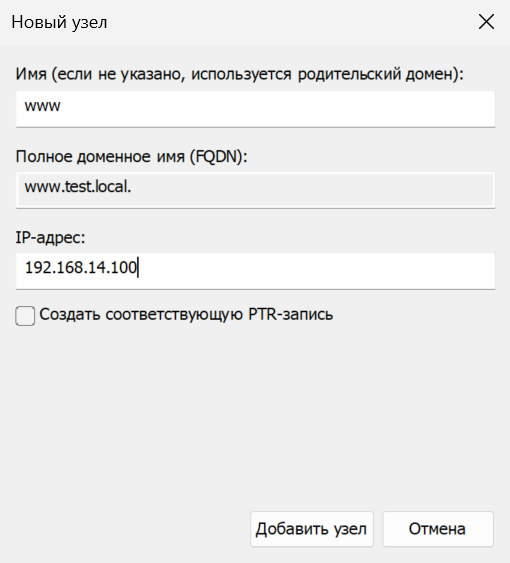 Новый узел
Имя (если не указано, используется родительский домен):
www
Полное доменное имя (FQDN):
www.test.local.
IP-адрес:
192.168.14.100
Создать соответствующую PTR-запись
Добавить узел
Отмена